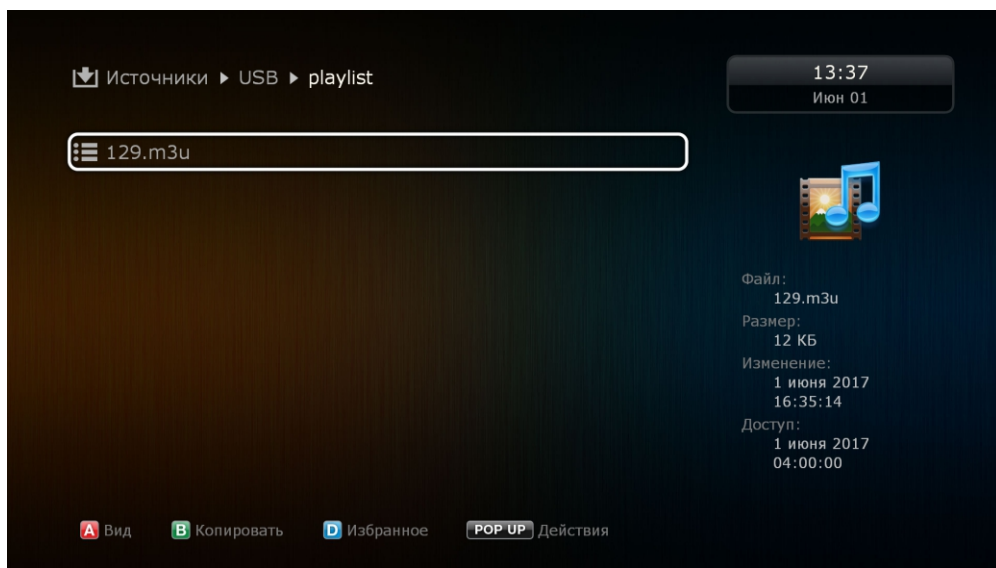 Источники ▶ USB ▶ playlist
13:37
Июн 01
129.m3u
Файл:
129.m3u
Размер:
12 КБ
Изменение:
1 июня 2017
16:35:14
Доступ:
1 июня 2017
04:00:00
A Вид B Копировать D Избранное POP UP Действия